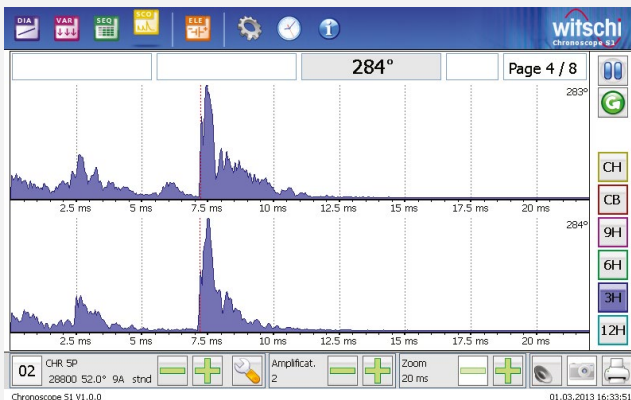 DIA VAR SEQ SCO ELE witschi
Chronoscope S1
284° Page 4 / 8
283°
2.5 ms 5 ms 7.5 ms 10 ms 12.5 ms 15 ms 17.5 ms 20 ms
284°
2.5 ms 5 ms 7.5 ms 10 ms 12.5 ms 15 ms 17.5 ms 20 ms
CH
CB
9H
6H
3H
12H
02 CHR 5P Amplificat. Zoom
28800 52.0° 9A stnd 2 20 ms
Chronoscope S1 V1.0.0 01.03.2013 16:33:51